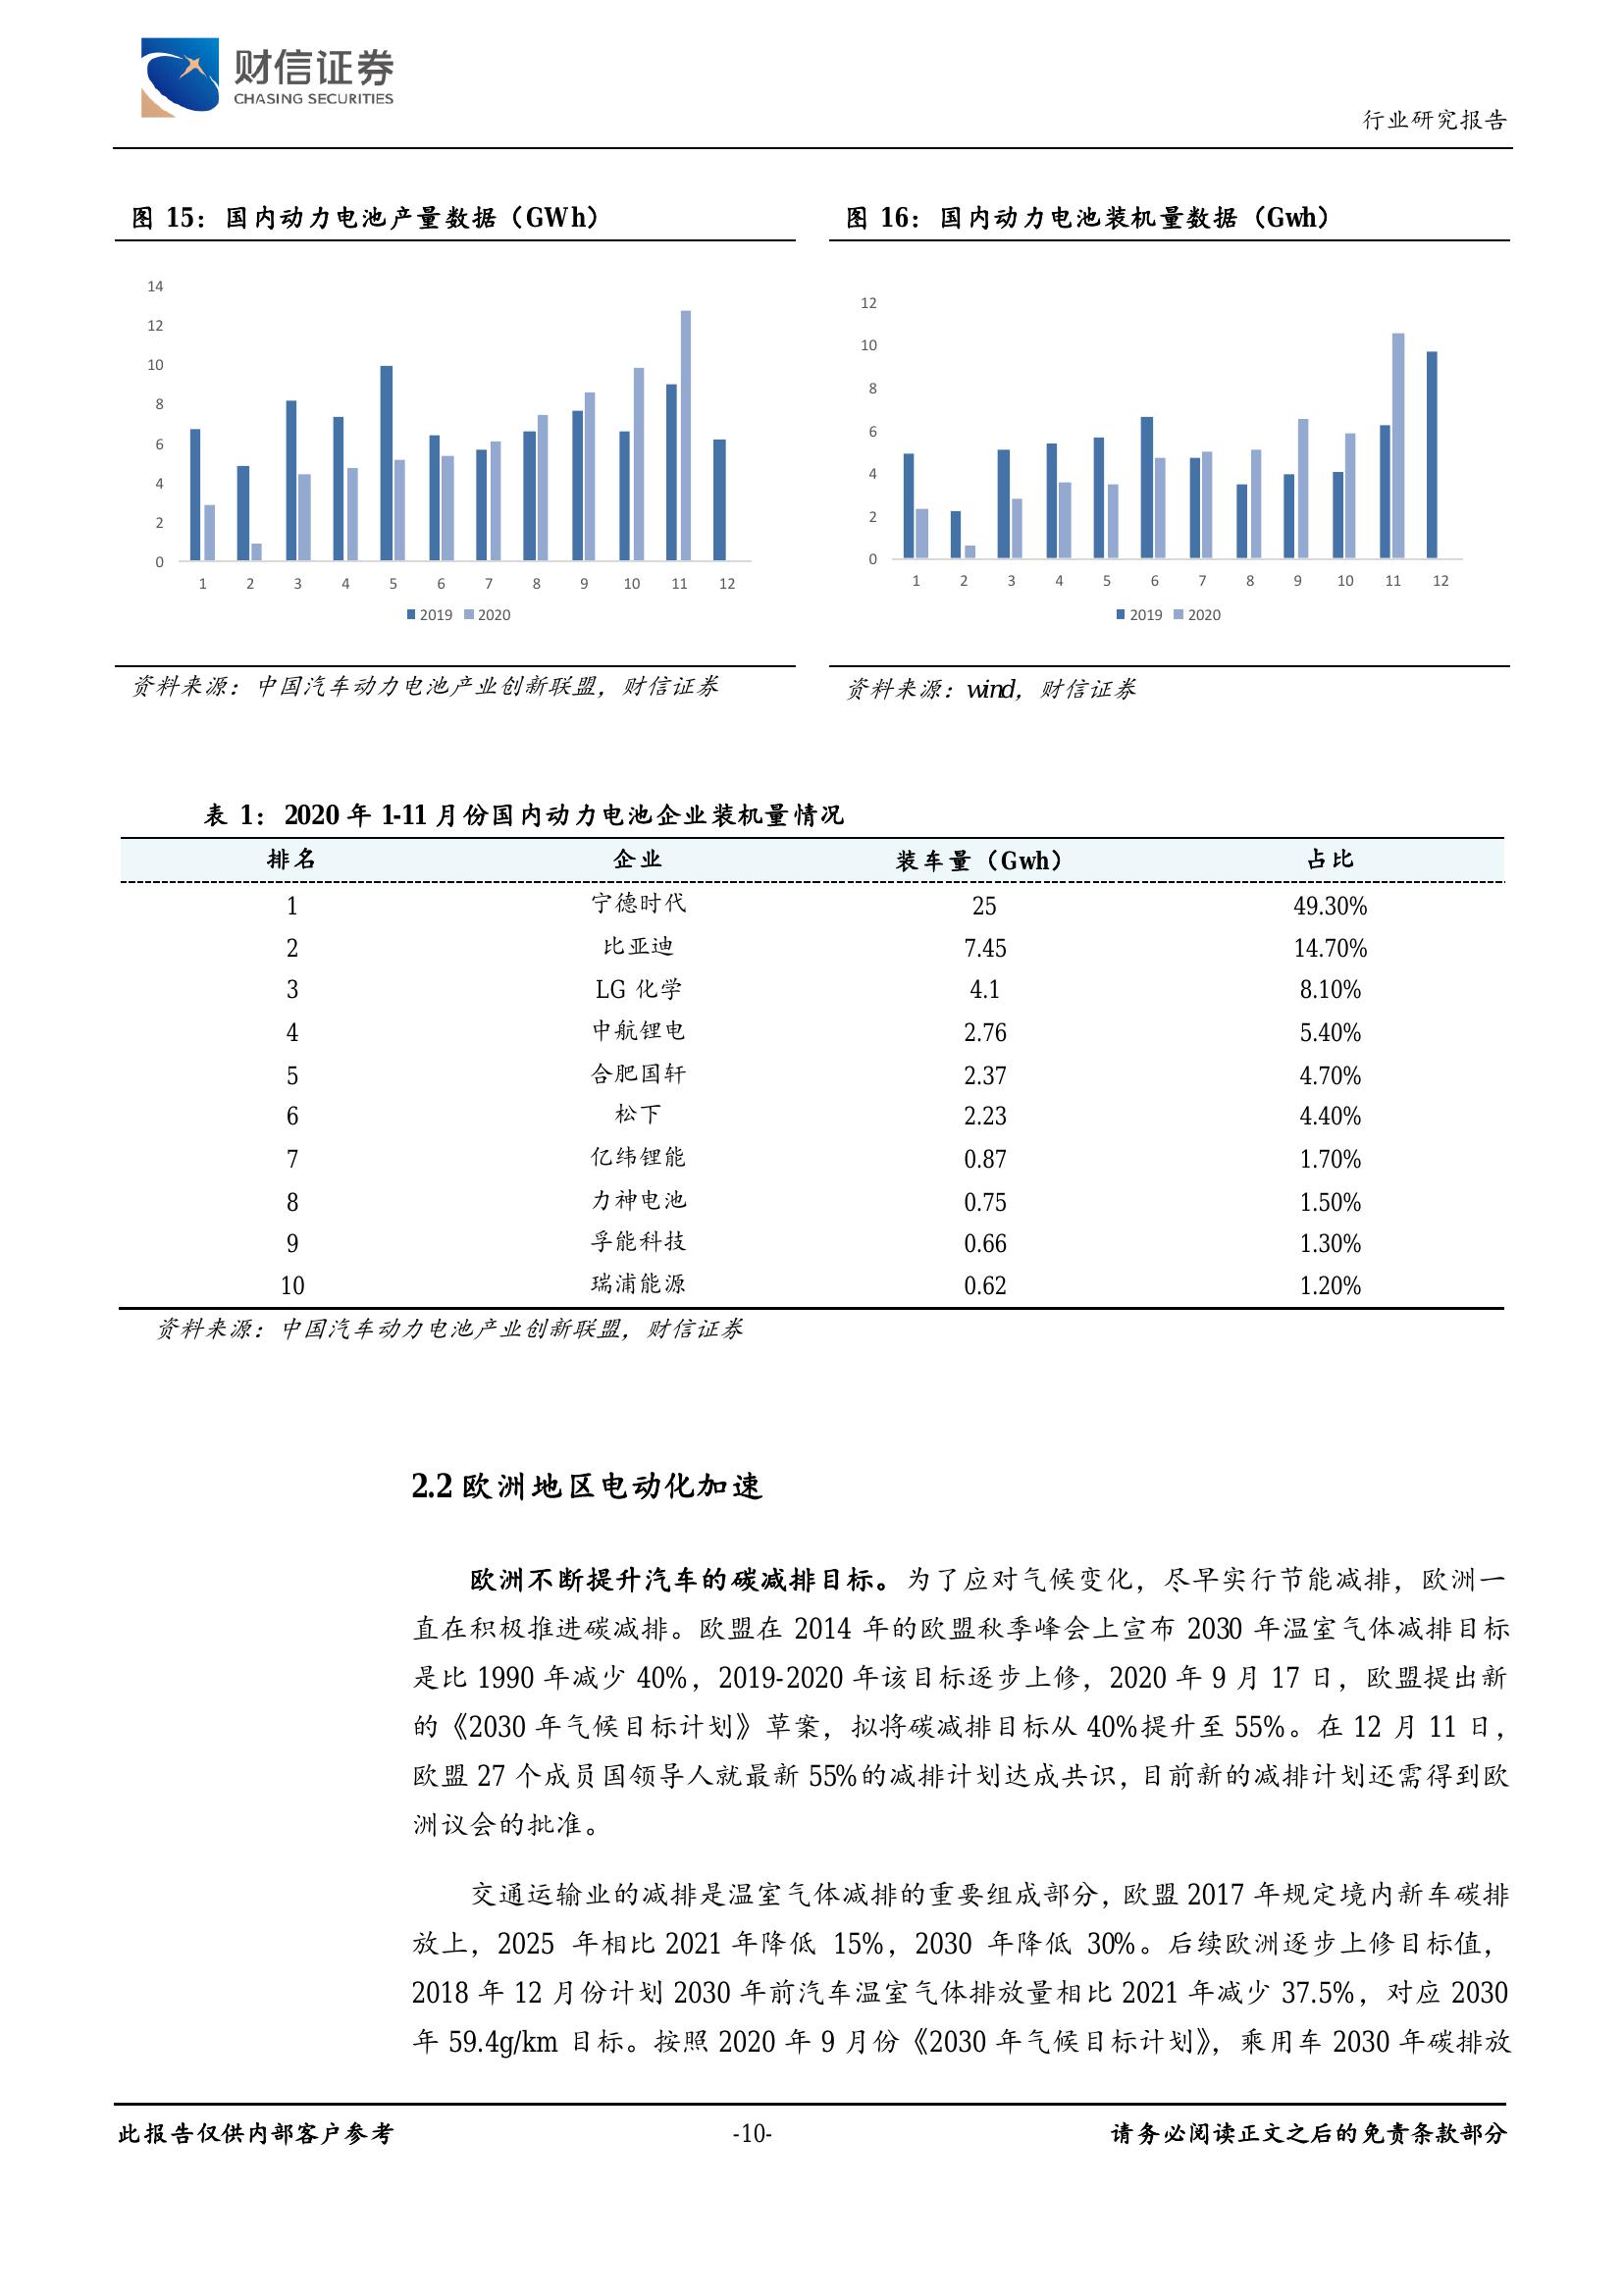 财信证券
CHASING SECURITIES
行业研究报告
图 15：国内动力电池产量数据（GWh）
14
12
10
8
6
4
2
0
1 2 3 4 5 6 7 8 9 10 11 12
2019 2020
资料来源：中国汽车动力电池产业创新联盟，财信证券
图 16：国内动力电池装机量数据（Gwh）
12
10
8
6
4
2
0
1 2 3 4 5 6 7 8 9 10 11 12
2019 2020
资料来源：wind，财信证券
表 1：2020 年 1-11 月份国内动力电池企业装机量情况
排名 企业 装车量（Gwh） 占比
1 宁德时代 25 49.30%
2 比亚迪 7.45 14.70%
3 LG 化学 4.1 8.10%
4 中航锂电 2.76 5.40%
5 合肥国轩 2.37 4.70%
6 松下 2.23 4.40%
7 亿纬锂能 0.87 1.70%
8 力神电池 0.75 1.50%
9 孚能科技 0.66 1.30%
10 瑞浦能源 0.62 1.20%
资料来源：中国汽车动力电池产业创新联盟，财信证券
2.2 欧洲地区电动化加速
欧洲不断提升汽车的碳减排目标。为了应对气候变化，尽早实行节能减排，欧洲一
直在积极推进碳减排。欧盟在 2014 年的欧盟秋季峰会上宣布 2030 年温室气体减排目标
是比 1990 年减少 40%，2019-2020 年该目标逐步上修，2020 年 9 月 17 日，欧盟提出新
的《2030 年气候目标计划》草案，拟将碳减排目标从 40%提升至 55%。在 12 月 11 日，
欧盟 27 个成员国领导人就最新 55%的减排计划达成共识，目前新的减排计划还需得到欧
洲议会的批准。
交通运输业的减排是温室气体减排的重要组成部分，欧盟 2017 年规定境内新车碳排
放上，2025 年相比 2021 年降低 15%，2030 年降低 30%。后续欧洲逐步上修目标值，
2018 年 12 月份计划 2030 年前汽车温室气体排放量相比 2021 年减少 37.5%，对应 2030
年 59.4g/km 目标。按照 2020 年 9 月份《2030 年气候目标计划》，乘用车 2030 年碳排放
此报告仅供内部客户参考
-10-
请务必阅读正文之后的免责条款部分